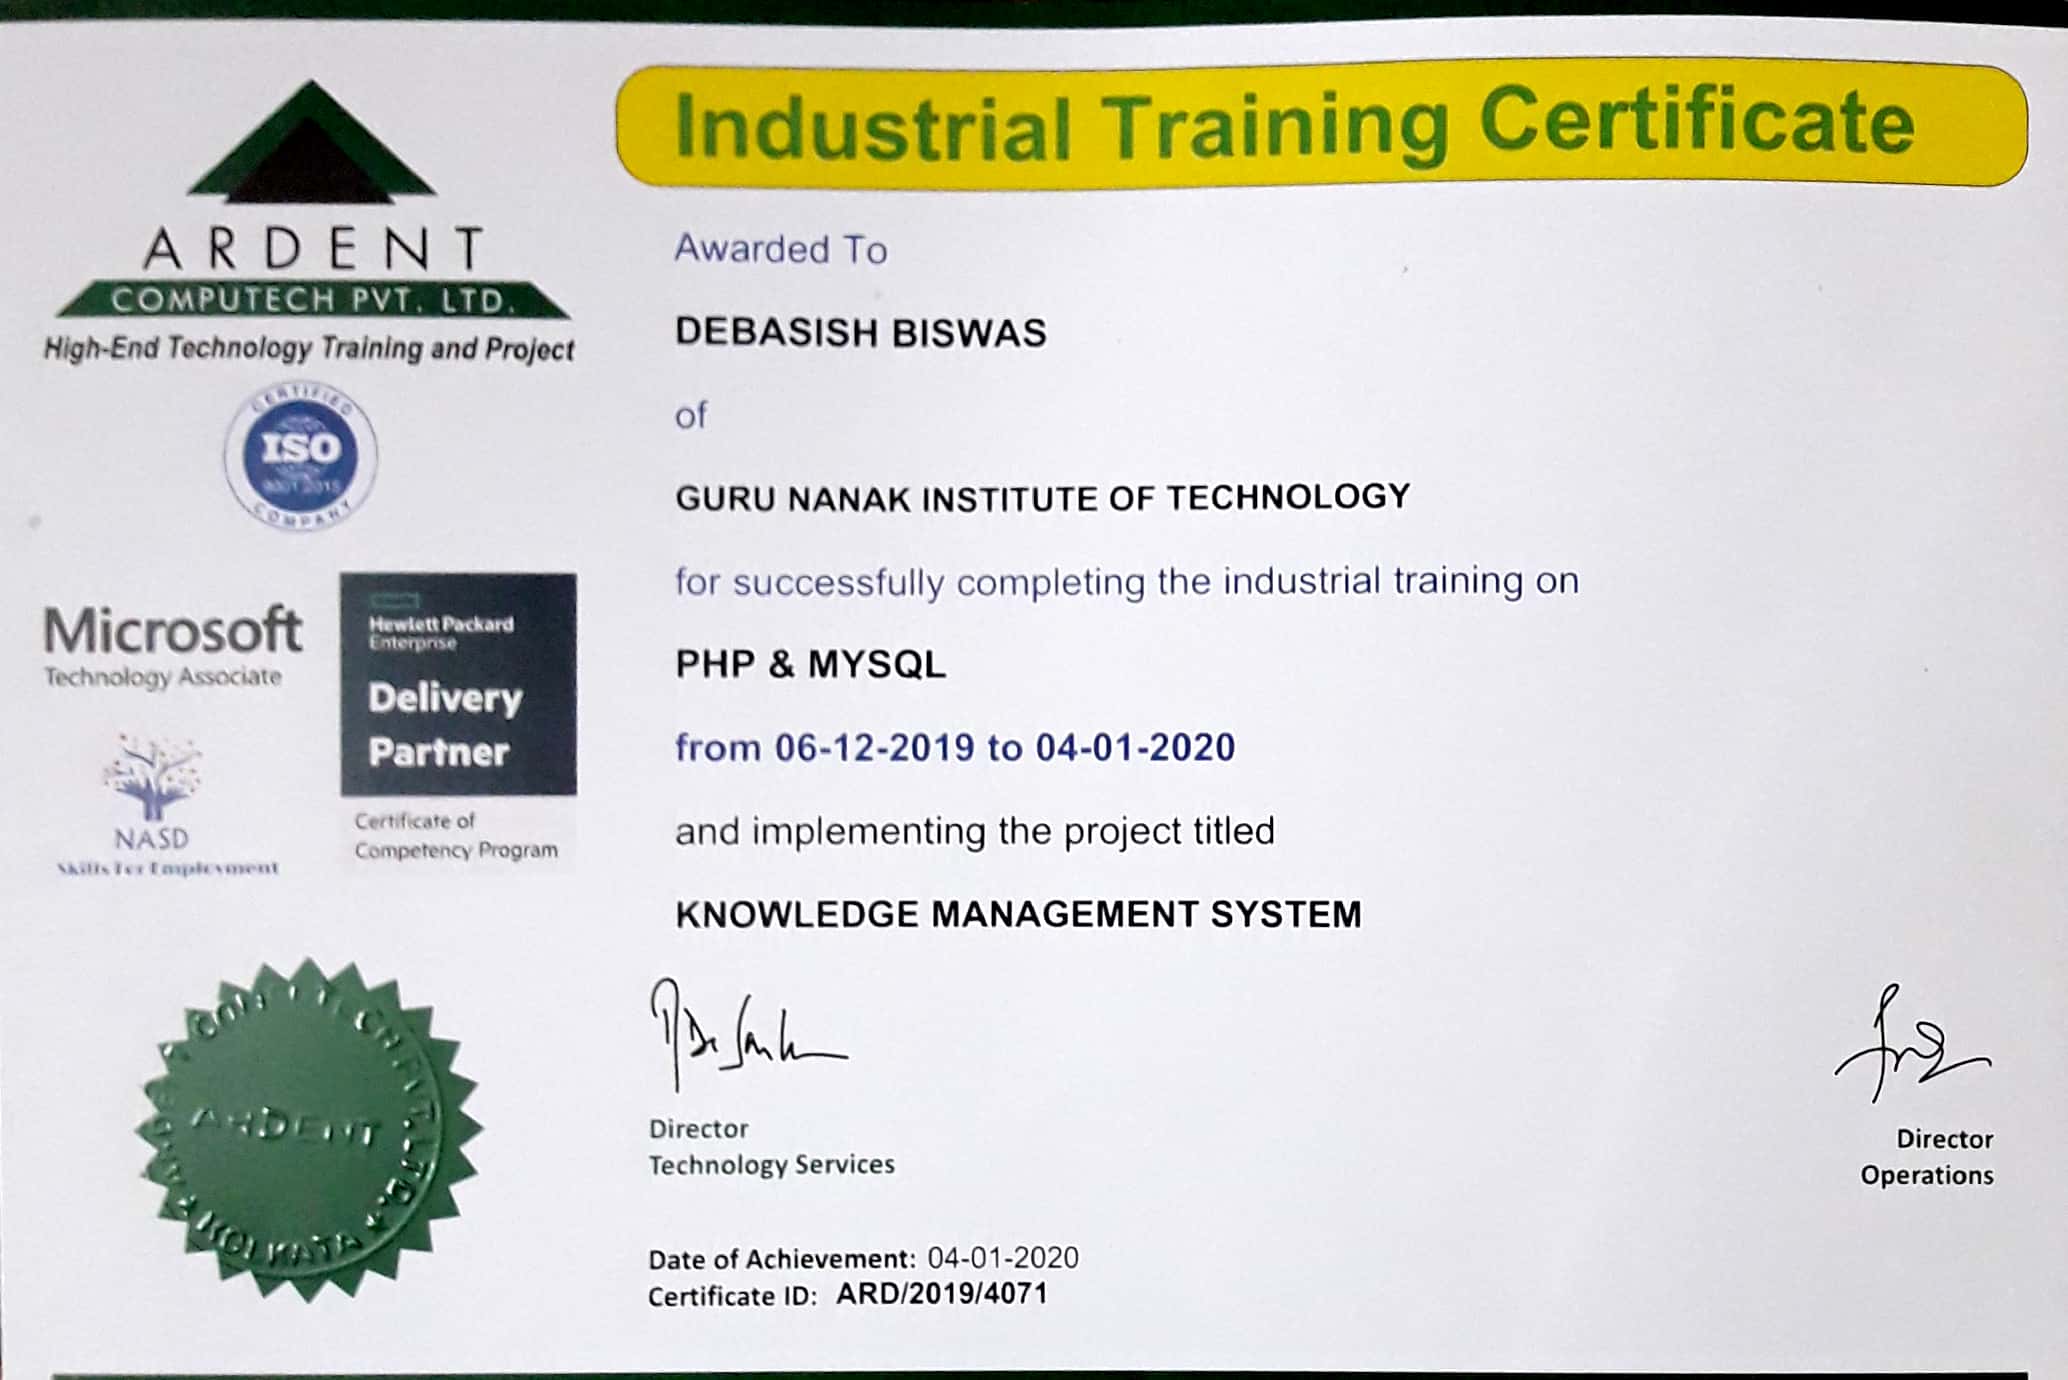 Industrial Training Certificate
ARDENT
COMPUTECH PVT. LTD.
High-End Technology Training and Project
CERTIFIED
ISO
9001:2015
COMPANY
Microsoft
Technology Associate
Hewlett Packard
Enterprise
Delivery
Partner
Certificate of
Competency Program
NASD
Skills For Employment
Awarded To
DEBASISH BISWAS
of
GURU NANAK INSTITUTE OF TECHNOLOGY
for successfully completing the industrial training on
PHP & MYSQL
from 06-12-2019 to 04-01-2020
and implementing the project titled
KNOWLEDGE MANAGEMENT SYSTEM
ARDENT COMPUTECH PVT. LTD. * KOLKATA *
ARDENT
Director
Technology Services
Director
Operations
Date of Achievement: 04-01-2020
Certificate ID: ARD/2019/4071